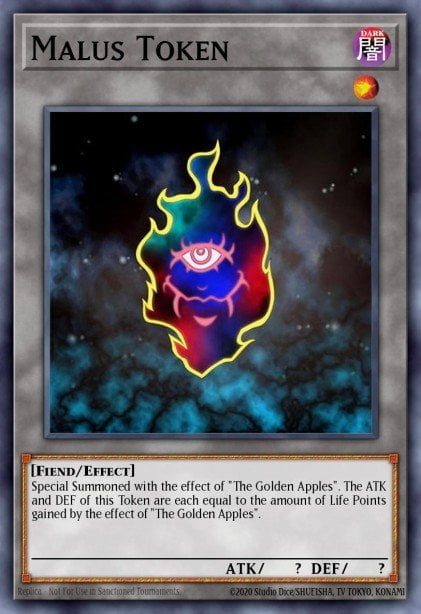 MALUS TOKEN
DARK
闇
[FIEND/EFFECT]
Special Summoned with the effect of "The Golden Apples". The ATK
and DEF of this Token are each equal to the amount of Life Points
gained by the effect of "The Golden Apples".
ATK/ ? DEF/ ?
Replica - Not For Use in Sanctioned Tournaments. ©2020 Studio Dice/SHUEISHA, TV TOKYO, KONAMI